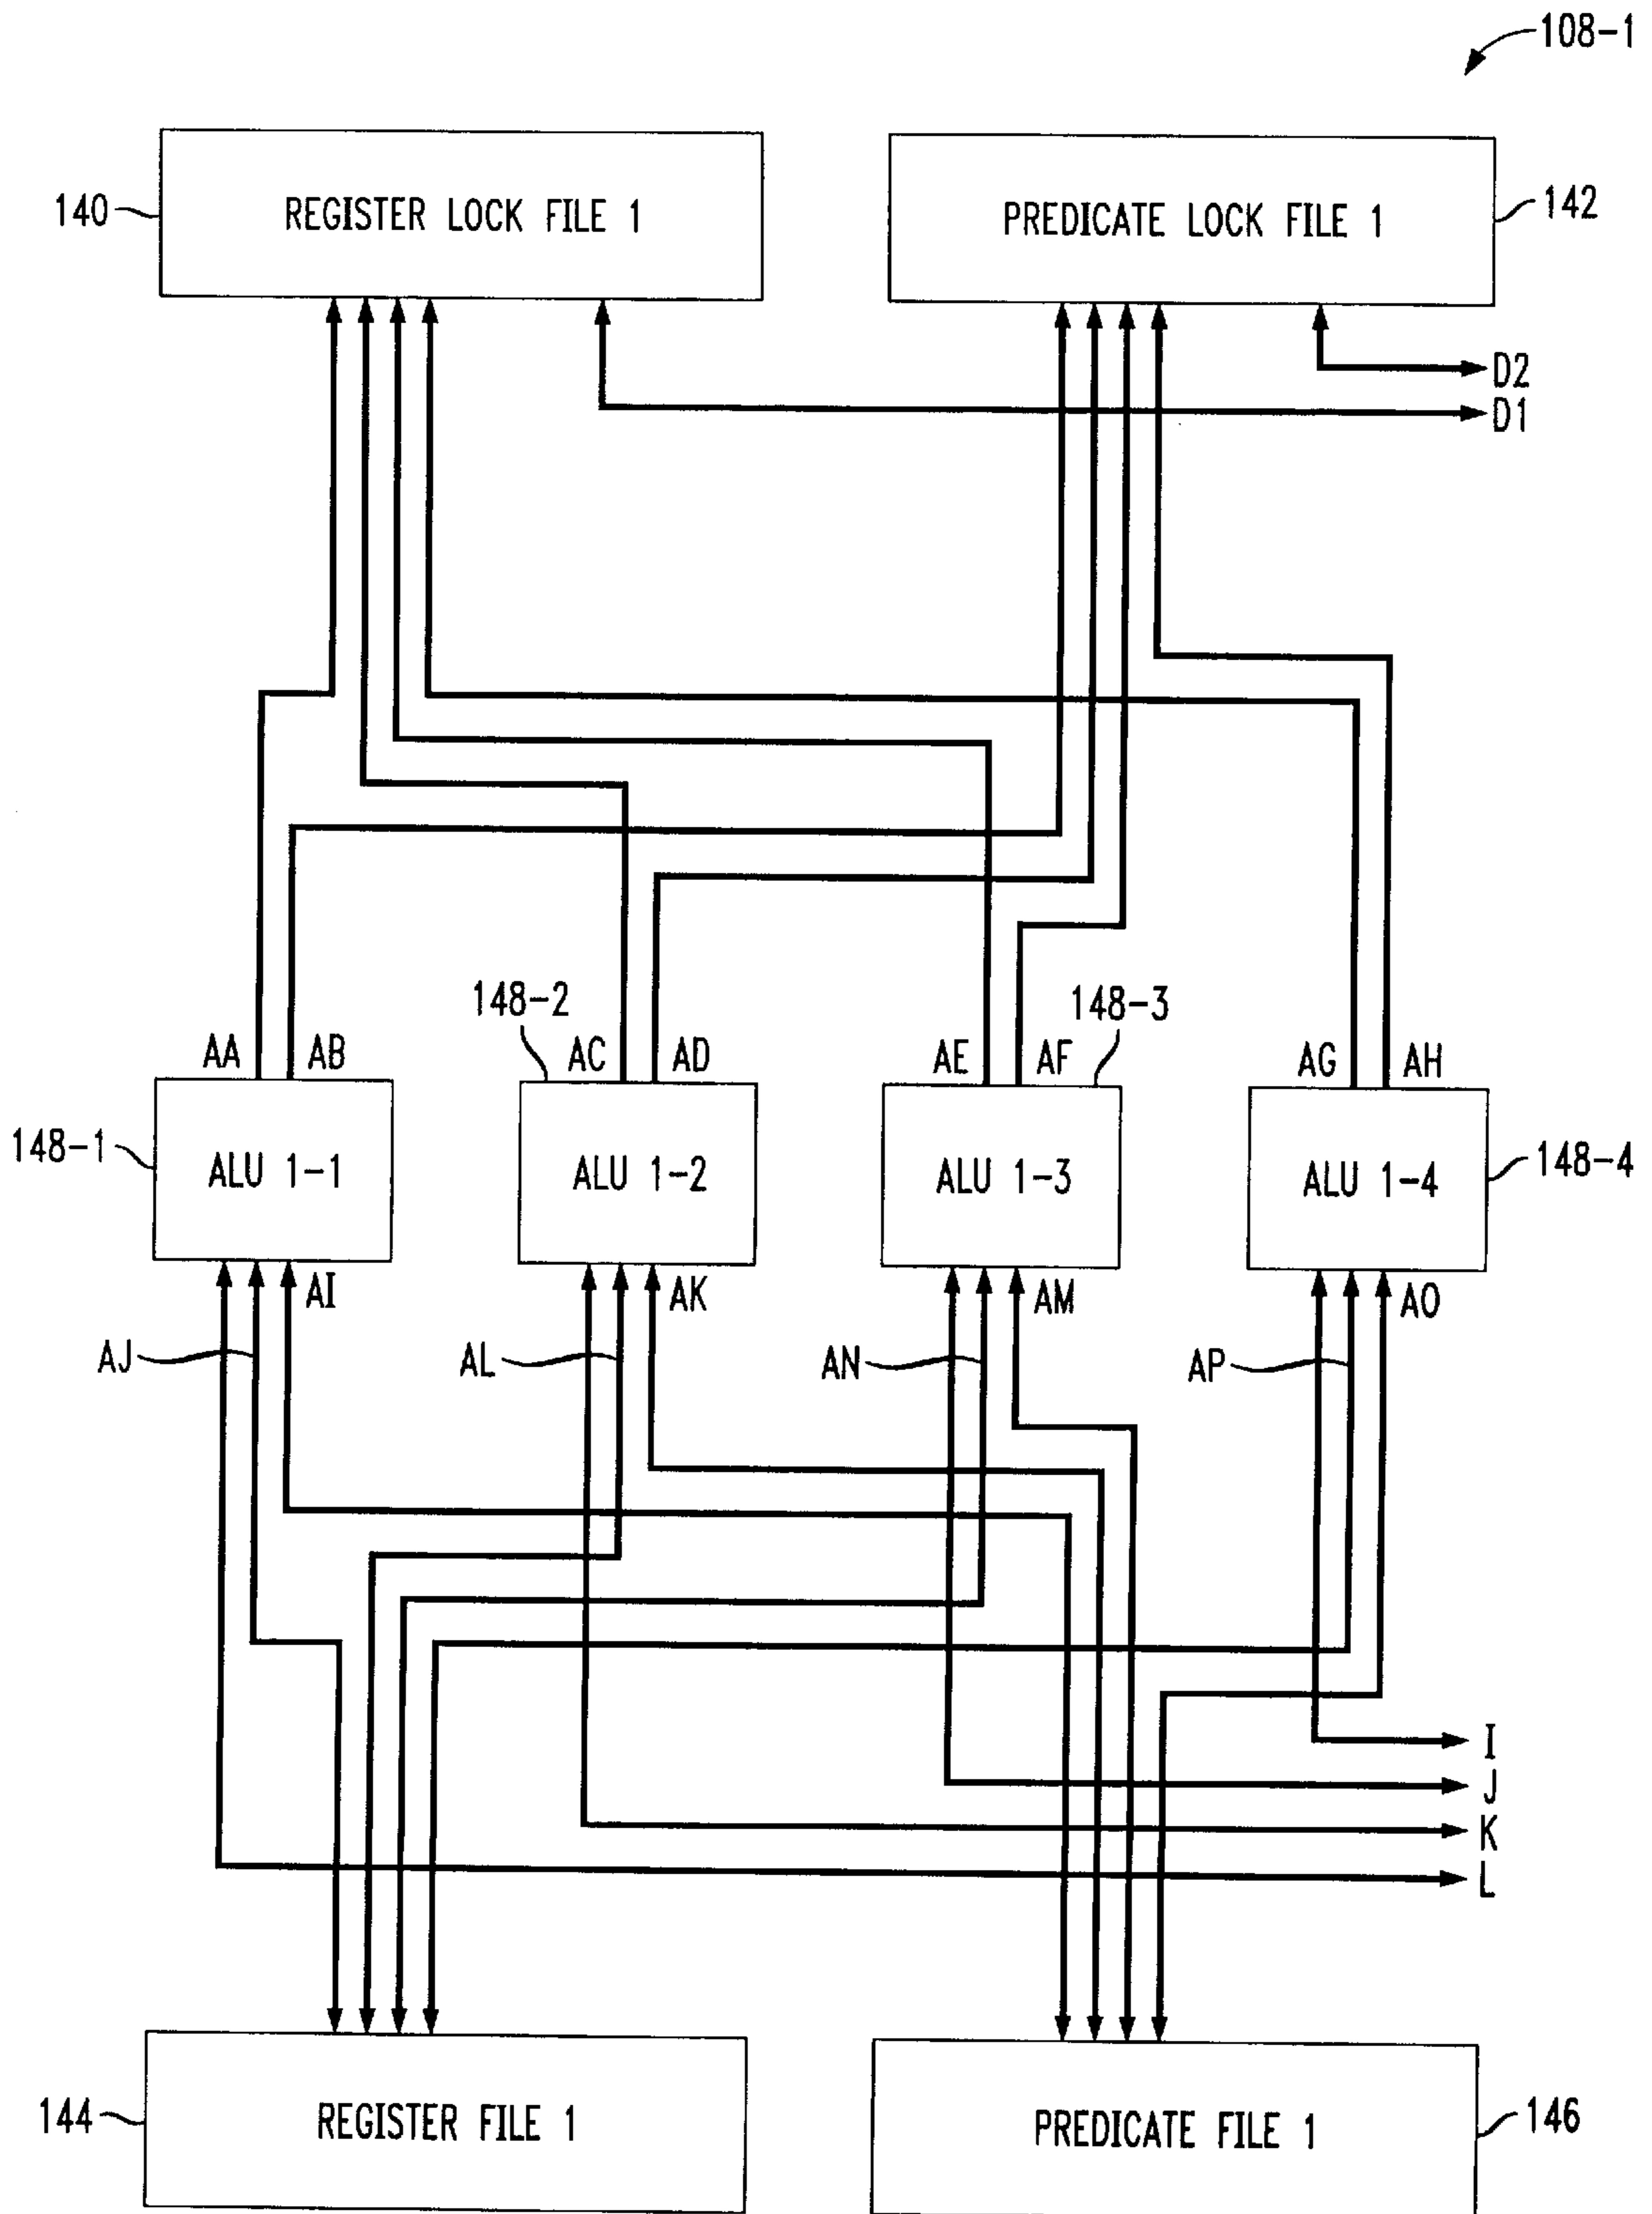 108-1
140
REGISTER LOCK FILE 1
PREDICATE LOCK FILE 1
142
D2
D1
148-2
148-3
AA
AB
AC
AD
AE
AF
AG
AH
148-1
ALU 1-1
ALU 1-2
ALU 1-3
ALU 1-4
148-4
AI
AK
AM
AO
AJ
AL
AN
AP
I
J
K
L
144
REGISTER FILE 1
PREDICATE FILE 1
146